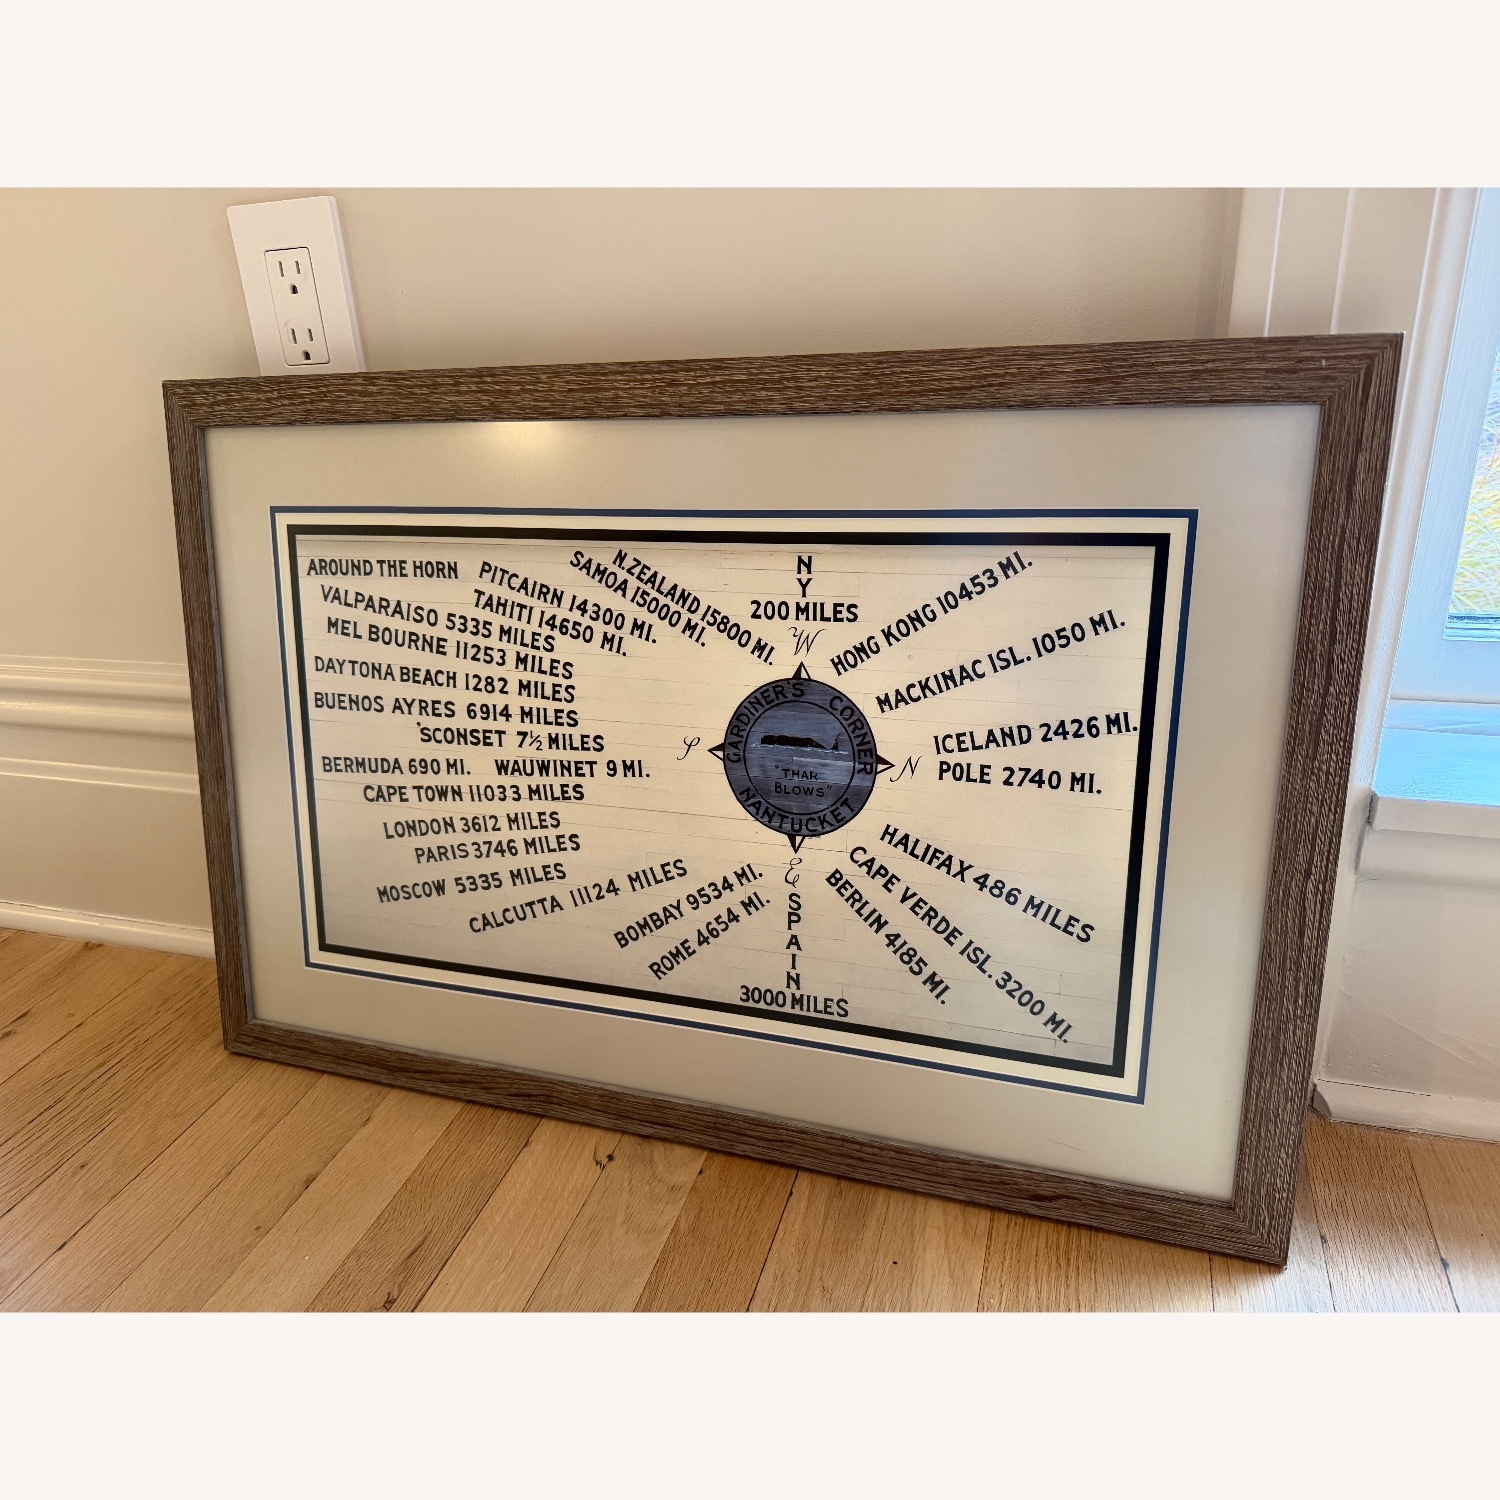 AROUND THE HORN
VALPARAISO 5335 MILES
MEL BOURNE 11253 MILES
DAYTONA BEACH 1282 MILES
BUENOS AYRES 6914 MILES
'SCONSET 7½ MILES
BERMUDA 690 MI. WAUWINET 9 MI.
CAPE TOWN 11033 MILES
LONDON 3612 MILES
PARIS 3746 MILES
MOSCOW 5335 MILES
CALCUTTA 11124 MILES
BOMBAY 9534 MI.
ROME 4654 MI.
PITCAIRN 14300 MI.
TAHITI 14650 MI.
N.ZEALAND 15800 MI.
SAMOA 15000 MI.
NY
200 MILES
W
S
GARDINER'S CORNER
"THAR
BLOWS"
NANTUCKET
N
E
SPAIN
3000 MILES
HONG KONG 10453 MI.
MACKINAC ISL. 1050 MI.
ICELAND 2426 MI.
POLE 2740 MI.
HALIFAX 486 MILES
CAPE VERDE ISL. 3200 MI.
BERLIN 4185 MI.